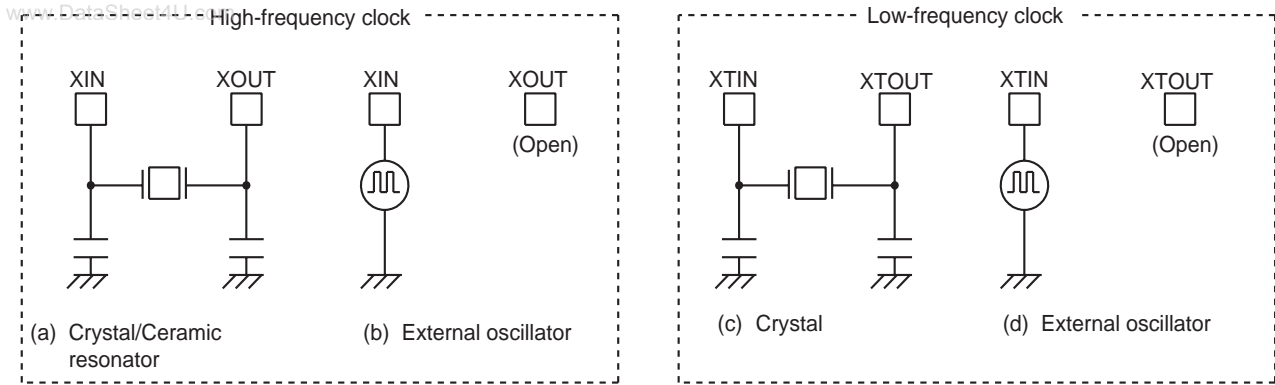 www.DataSheet4U.com
High-frequency clock
XIN XOUT XIN XOUT
(Open)
(a) Crystal/Ceramic
resonator
(b) External oscillator
Low-frequency clock
XTIN XTOUT XTIN XTOUT
(Open)
(c) Crystal
(d) External oscillator